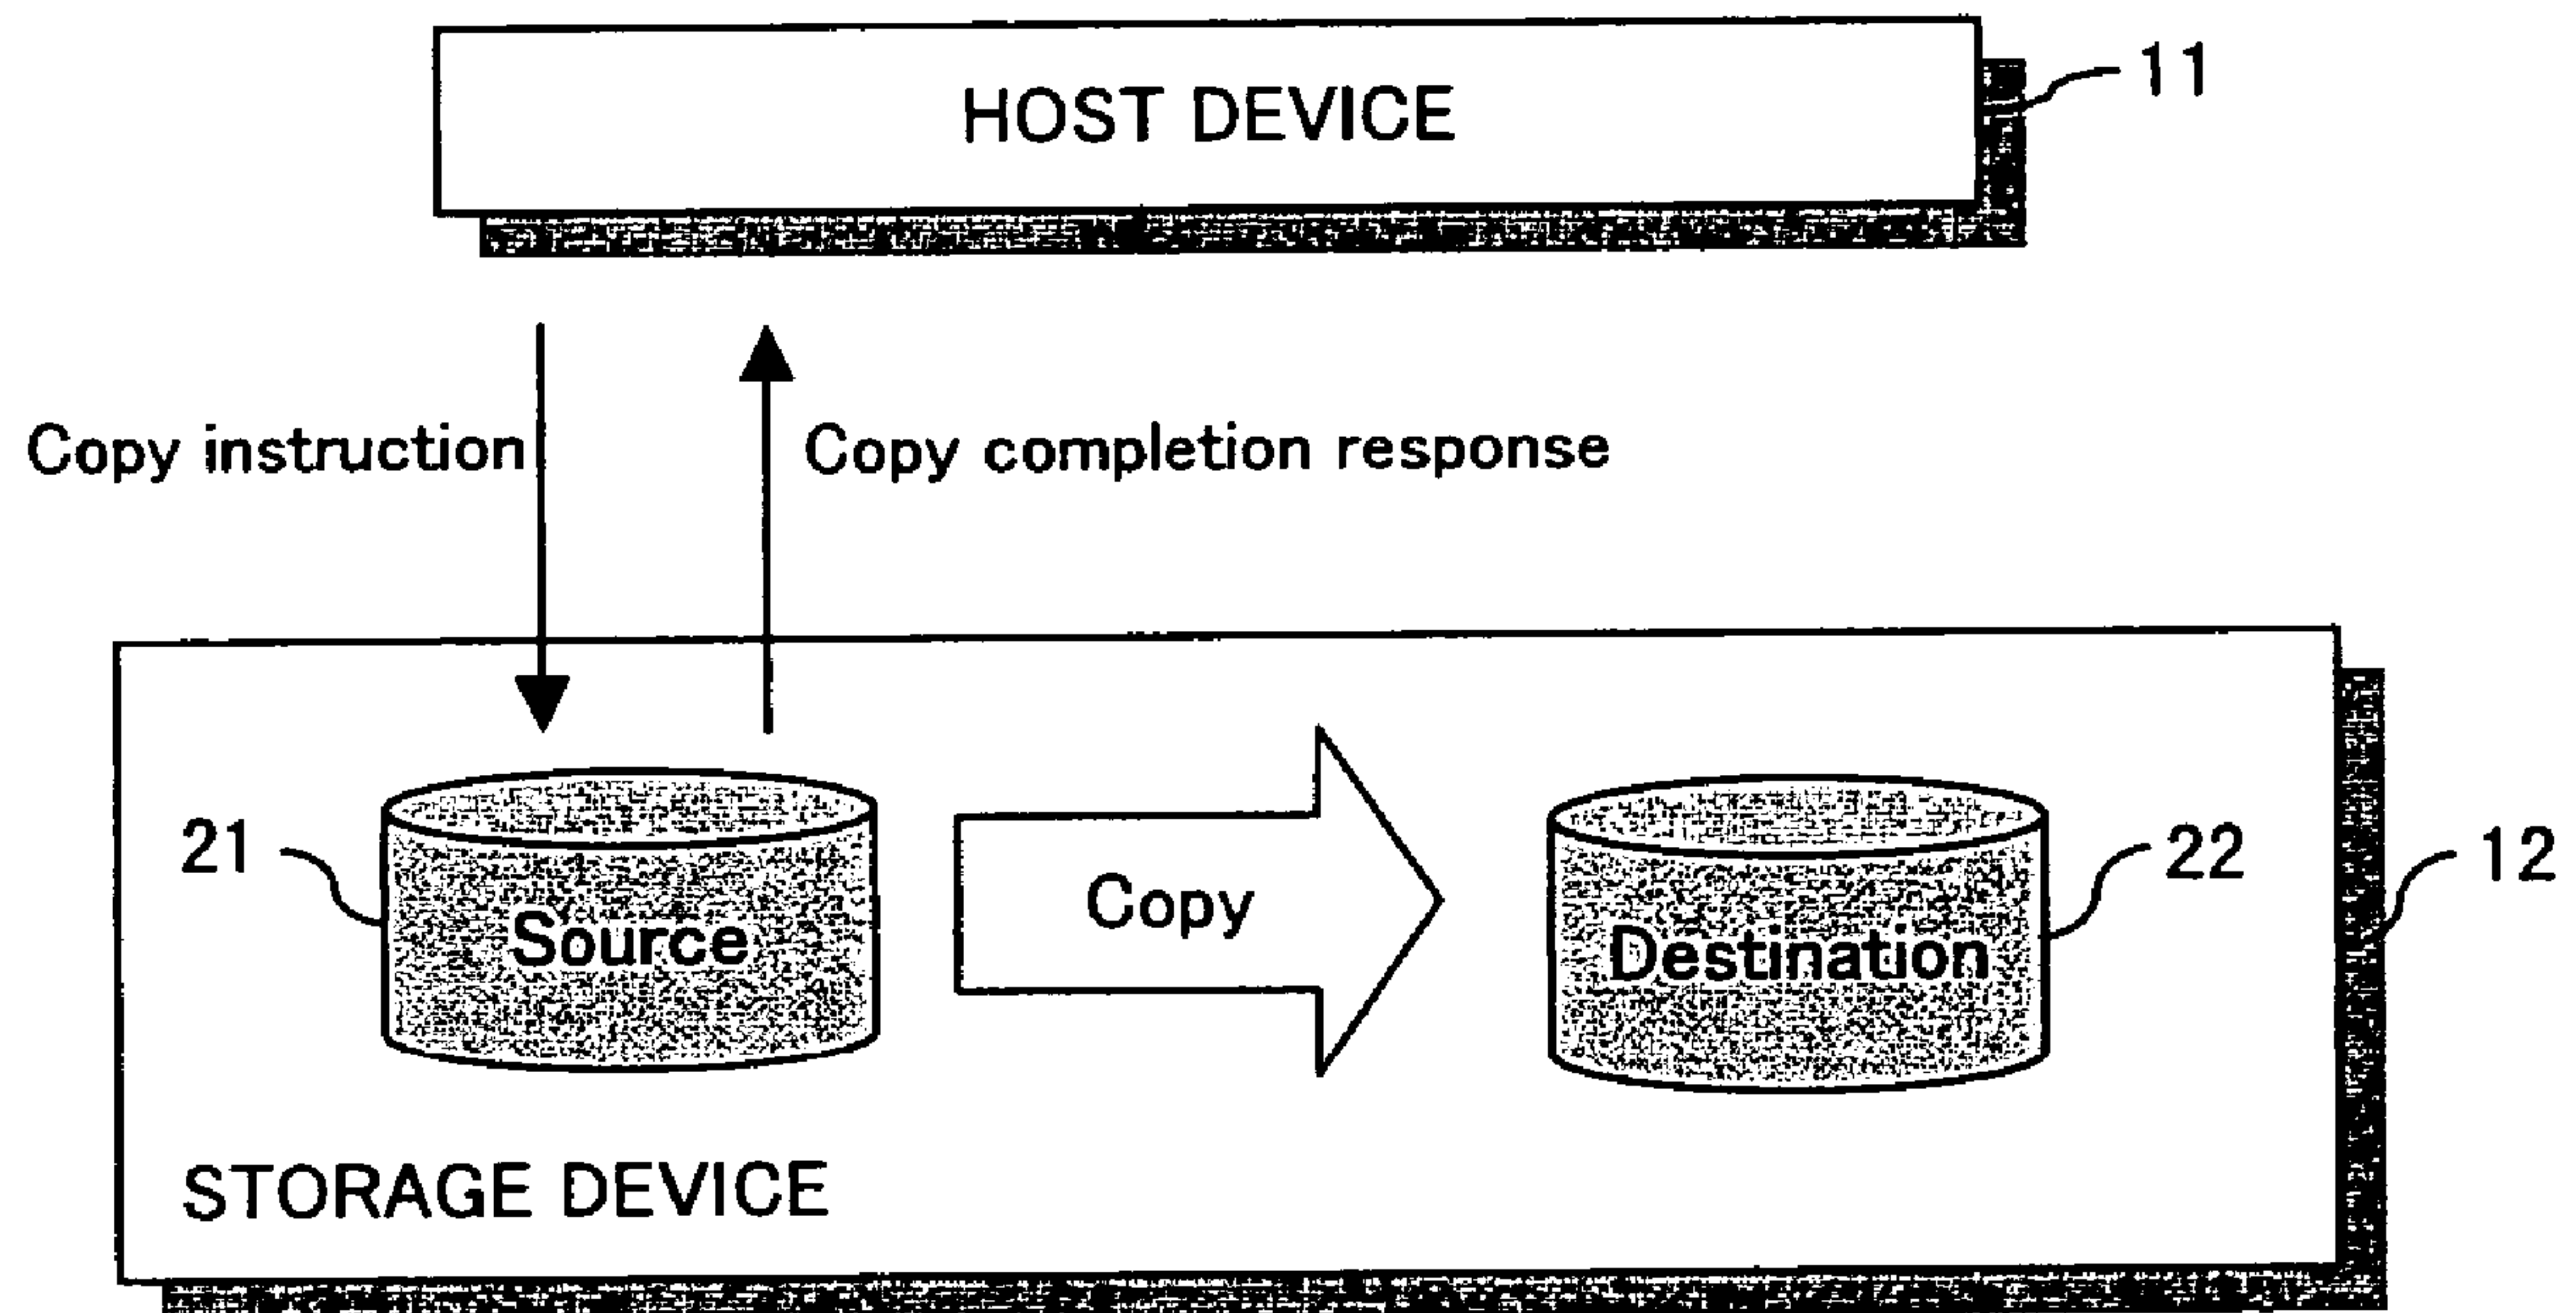 HOST DEVICE
11
Copy instruction
Copy completion response
21
Source
Copy
Destination
22
12
STORAGE DEVICE